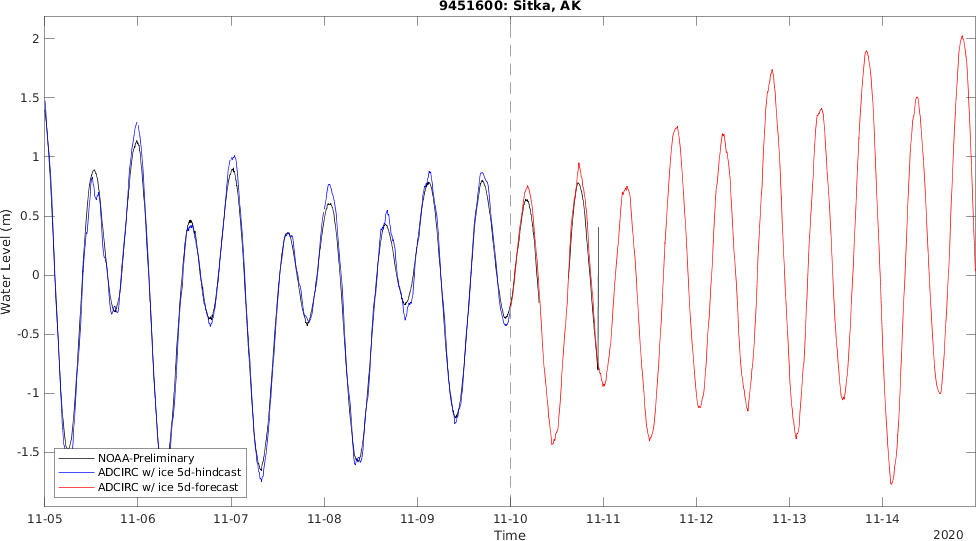 9451600: Sitka, AK
2
1.5
1
0.5
0
-0.5
-1
-1.5
Water Level (m)
NOAA-Preliminary
ADCIRC w/ ice 5d-hindcast
ADCIRC w/ ice 5d-forecast
11-05 11-06 11-07 11-08 11-09 11-10 11-11 11-12 11-13 11-14
Time
2020